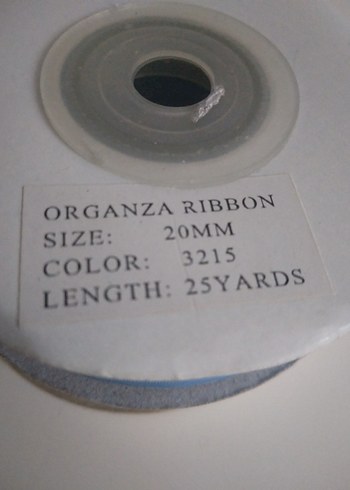 ORGANZA RIBBON
SIZE: 20MM
COLOR: 3215
LENGTH: 25YARDS